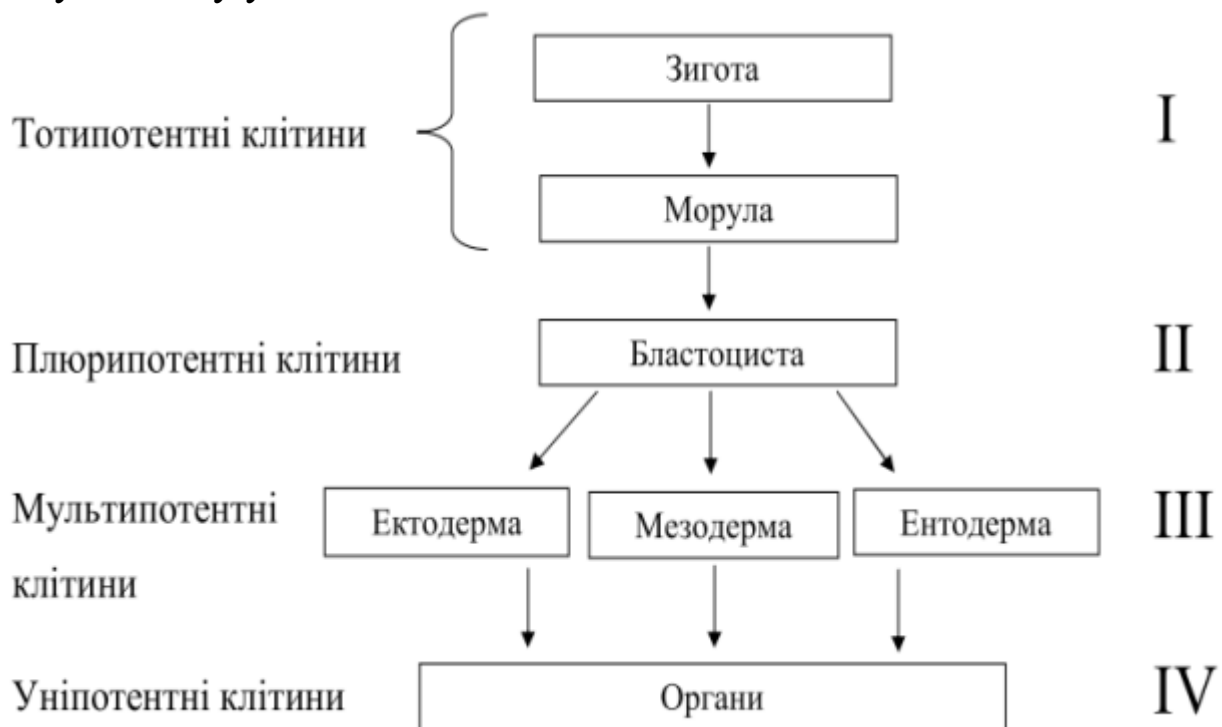 Зигота
I
Тотипотентні клітини
Морула
Плюрипотентні клітини
Бластоциста
II
Мультипотентні
клітини
Ектодерма
Мезодерма
Ентодерма
III
Уніпотентні клітини
Органи
IV